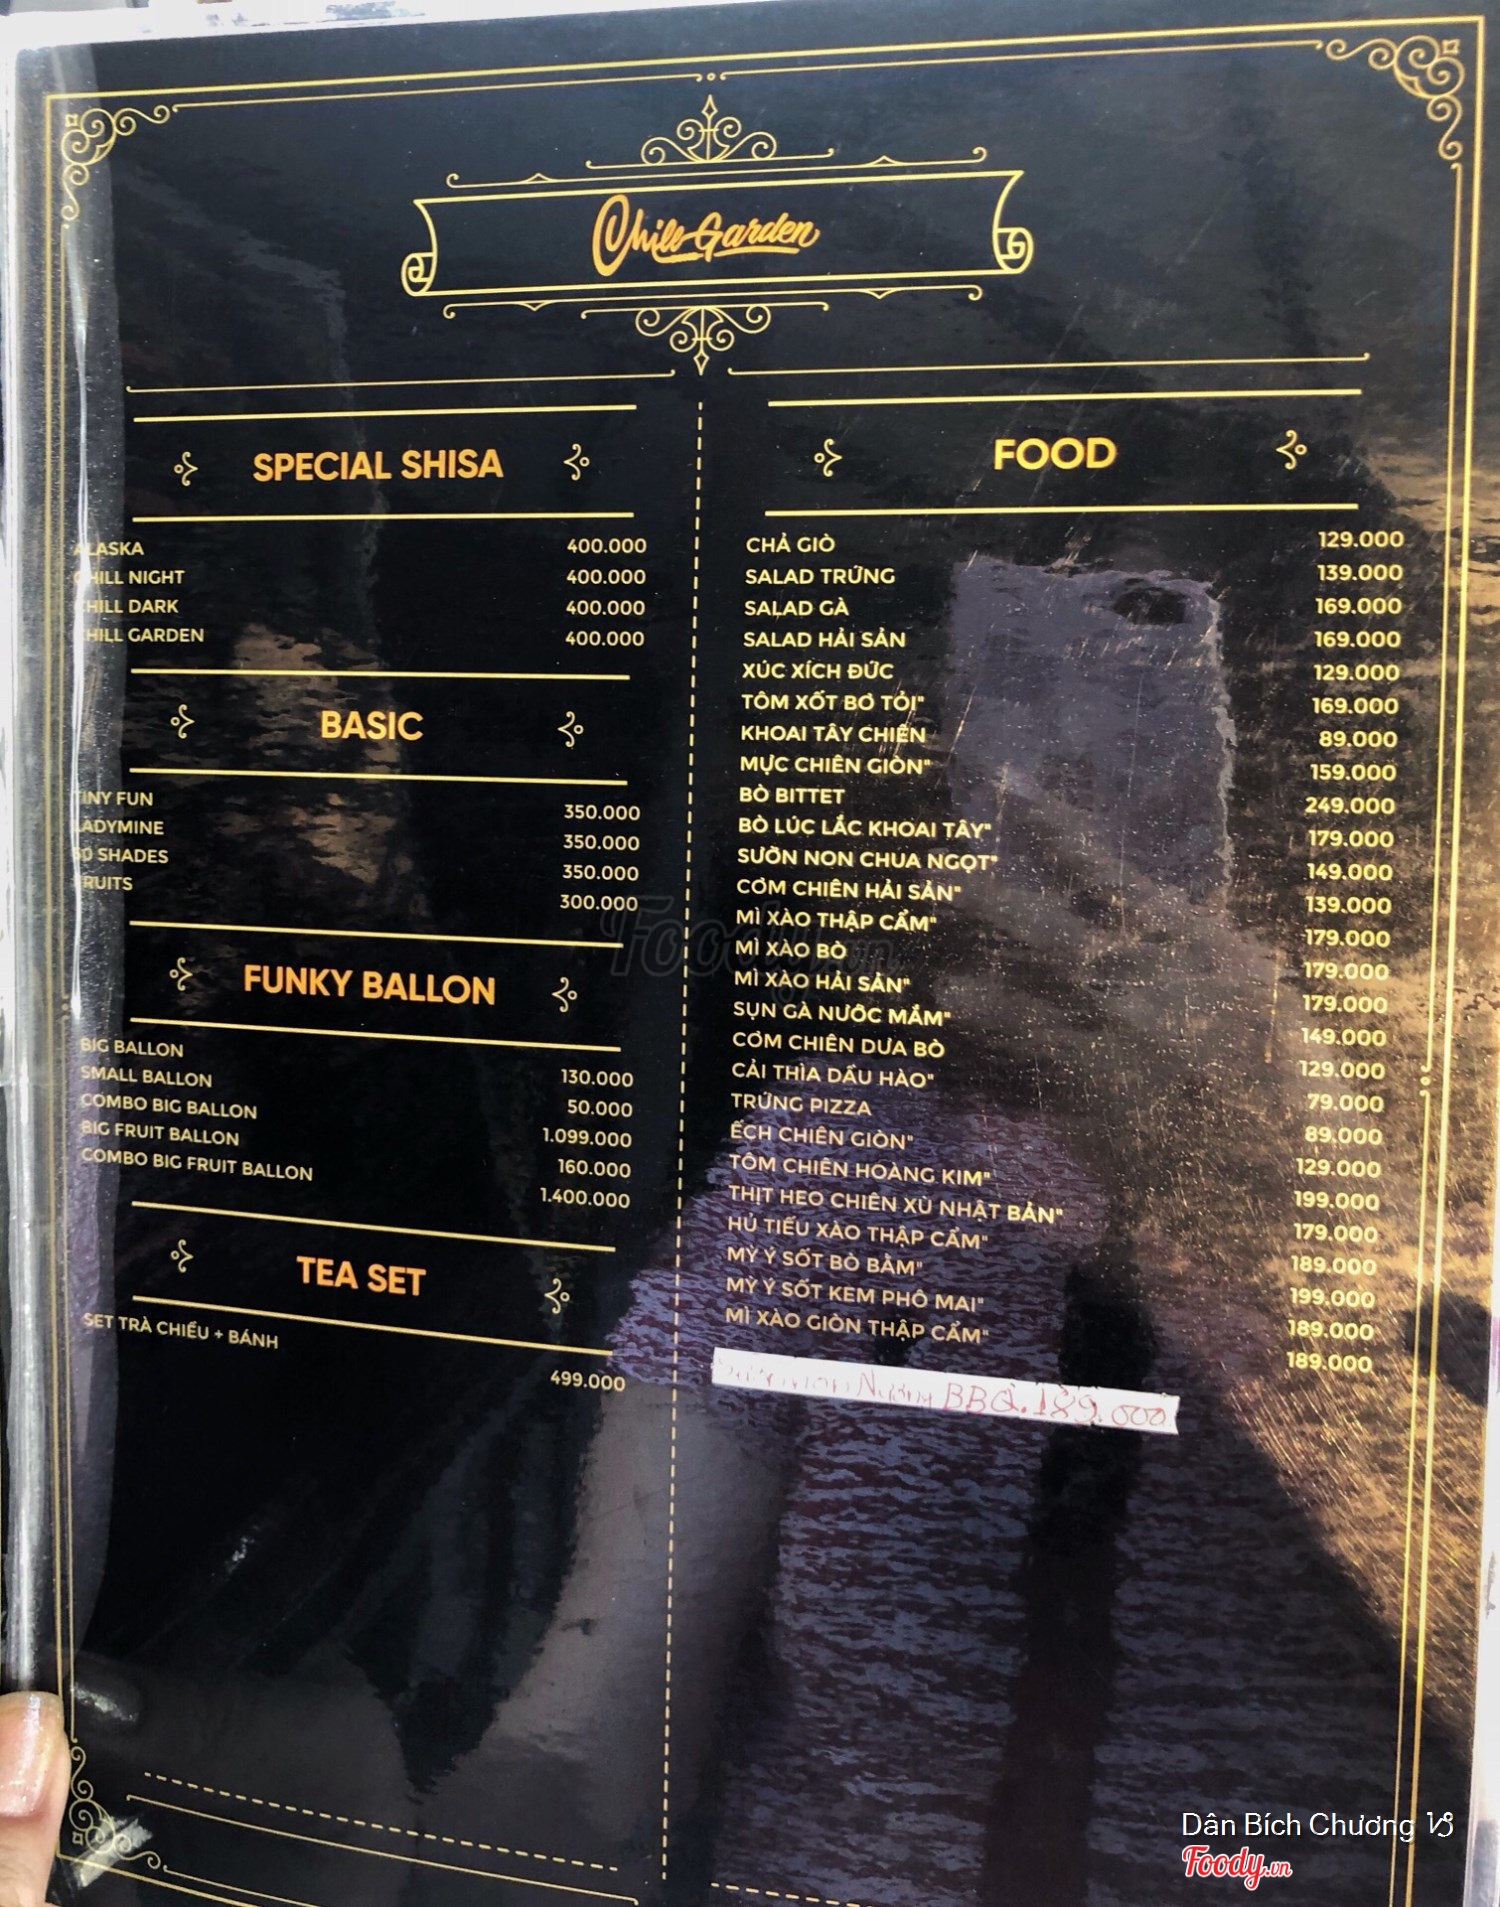 Chill Garden
SPECIAL SHISA
ALASKA 400.000
CHILL NIGHT 400.000
CHILL DARK 400.000
CHILL GARDEN 400.000
BASIC
TINY FUN 350.000
LADYMINE 350.000
50 SHADES 350.000
FRUITS 300.000
FUNKY BALLON
BIG BALLON 130.000
SMALL BALLON 50.000
COMBO BIG BALLON 1.099.000
BIG FRUIT BALLON 160.000
COMBO BIG FRUIT BALLON 1.400.000
TEA SET
SET TRÀ CHIỀU + BÁNH 499.000
FOOD
CHẢ GIÒ 129.000
SALAD TRỨNG 139.000
SALAD GÀ 169.000
SALAD HẢI SẢN 169.000
XÚC XÍCH ĐỨC 129.000
TÔM XỐT BƠ TỎI" 169.000
KHOAI TÂY CHIÊN 89.000
MỰC CHIÊN GIÒN" 159.000
BÒ BITTET 249.000
BÒ LÚC LẮC KHOAI TÂY" 179.000
SƯỜN NON CHUA NGỌT" 149.000
CƠM CHIÊN HẢI SẢN" 139.000
MÌ XÀO THẬP CẨM" 179.000
MÌ XÀO BÒ 179.000
MÌ XÀO HẢI SẢN" 179.000
SỤN GÀ NƯỚC MẮM" 149.000
CƠM CHIÊN DƯA BÒ 129.000
CẢI THÌA DẦU HÀO" 79.000
TRỨNG PIZZA 89.000
ẾCH CHIÊN GIÒN" 129.000
TÔM CHIÊN HOÀNG KIM" 199.000
THỊT HEO CHIÊN XÙ NHẬT BẢN" 179.000
HỦ TIẾU XÀO THẬP CẨM" 189.000
MỲ Ý SỐT BÒ BẰM" 199.000
MỲ Ý SỐT KEM PHÔ MAI" 189.000
MÌ XÀO GIÒN THẬP CẨM" 189.000
Nướng BBQ. 189.000
Foody.vn
Dân Bích Chương
Foody.vn